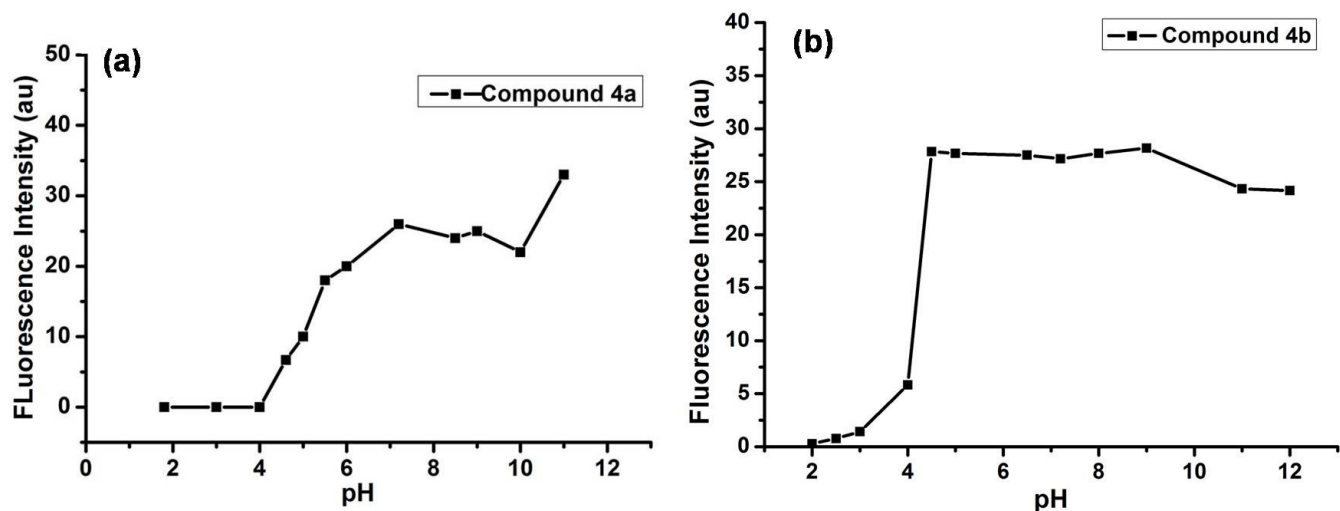 (a)
Compound 4a
FLuorescence Intensity (au)
50
40
30
20
10
0
0 2 4 6 8 10 12
pH
(b)
Compound 4b
Fluorescence Intensity (au)
40
35
30
25
20
15
10
5
0
2 4 6 8 10 12
pH